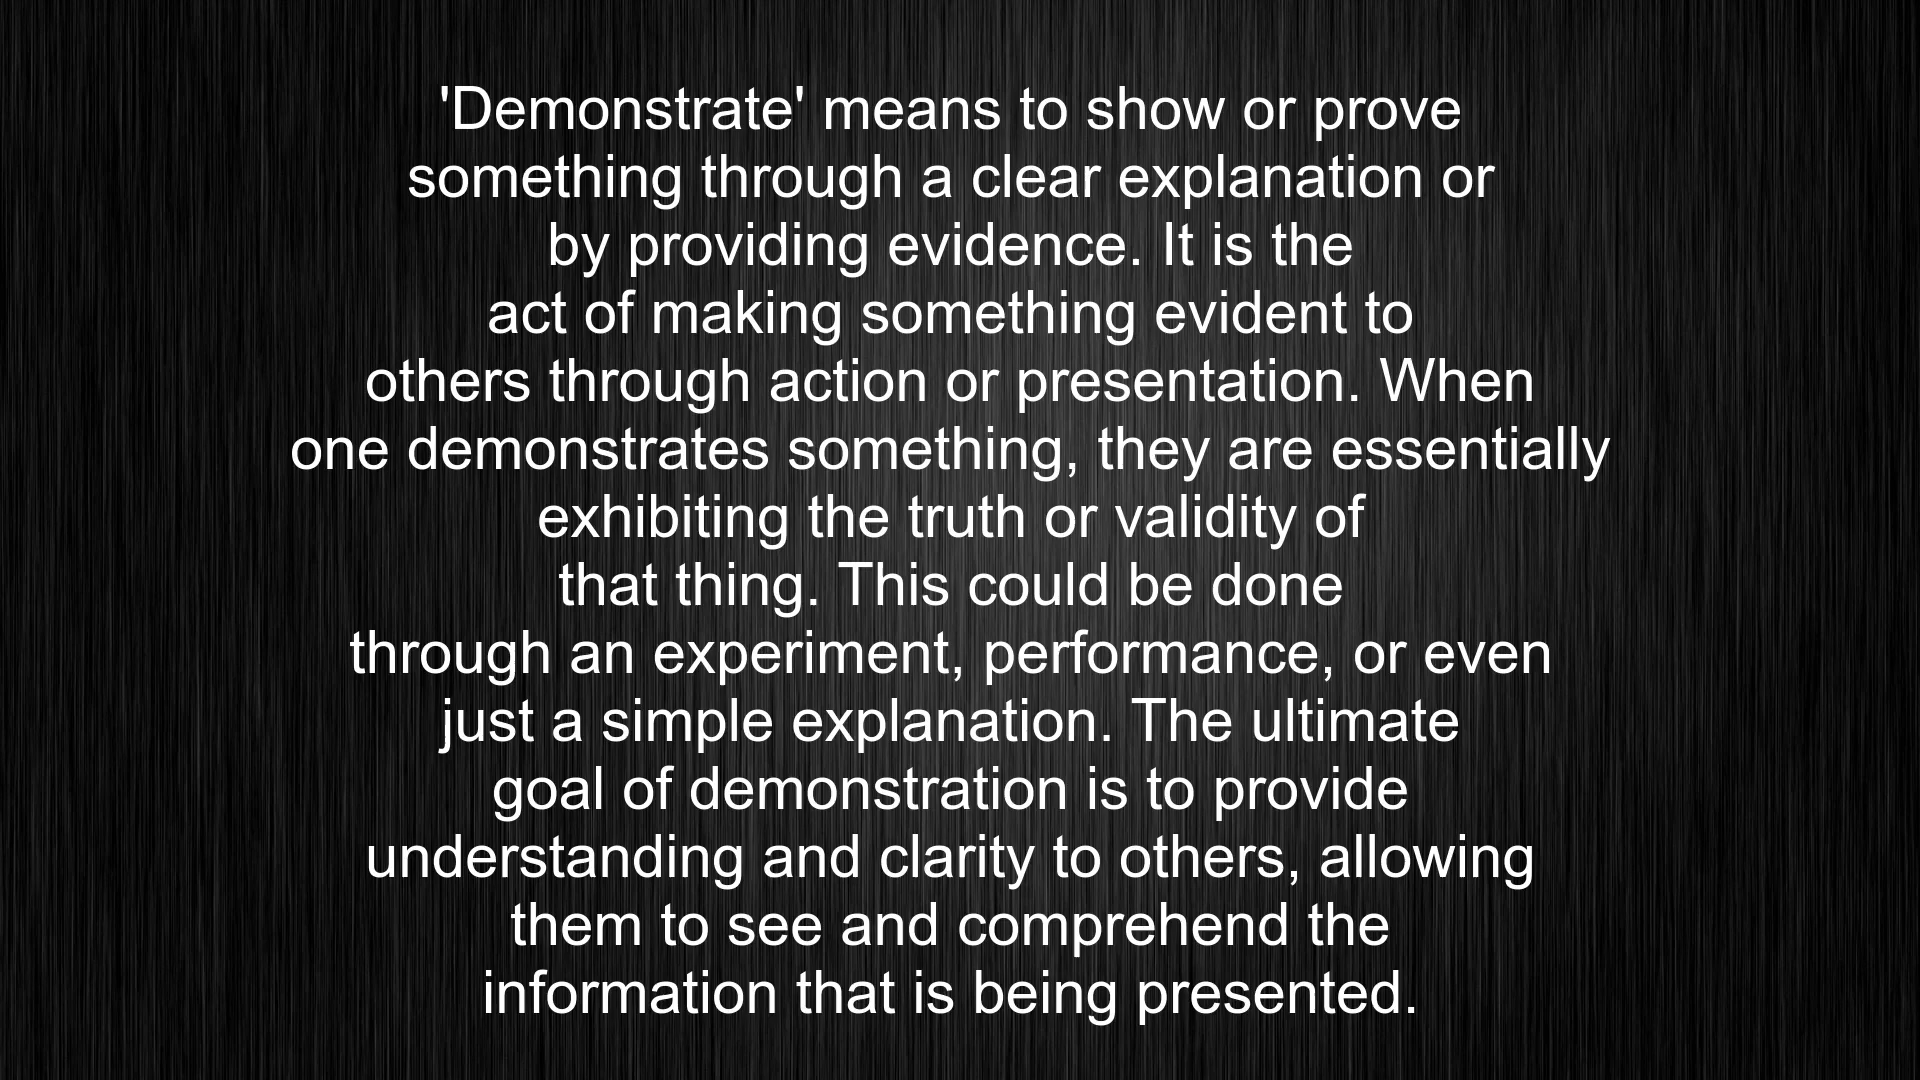 'Demonstrate' means to show or prove
something through a clear explanation or
by providing evidence. It is the
act of making something evident to
others through action or presentation. When
one demonstrates something, they are essentially
exhibiting the truth or validity of
that thing. This could be done
through an experiment, performance, or even
just a simple explanation. The ultimate
goal of demonstration is to provide
understanding and clarity to others, allowing
them to see and comprehend the
information that is being presented.